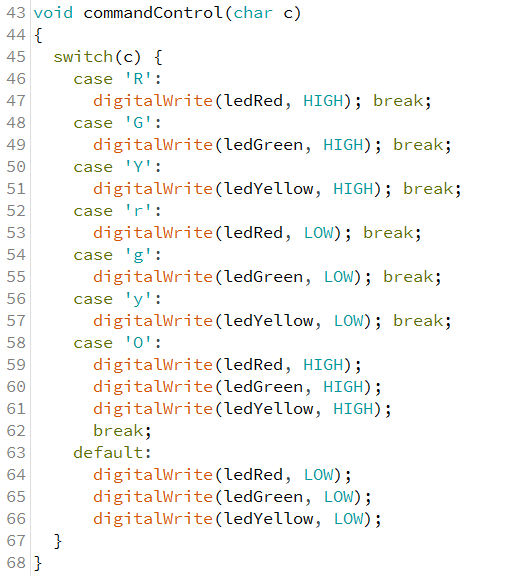 43 void commandControl(char c)
44 {
45   switch(c) {
46     case 'R':
47       digitalWrite(ledRed, HIGH); break;
48     case 'G':
49       digitalWrite(ledGreen, HIGH); break;
50     case 'Y':
51       digitalWrite(ledYellow, HIGH); break;
52     case 'r':
53       digitalWrite(ledRed, LOW); break;
54     case 'g':
55       digitalWrite(ledGreen, LOW); break;
56     case 'y':
57       digitalWrite(ledYellow, LOW); break;
58     case 'O':
59       digitalWrite(ledRed, HIGH);
60       digitalWrite(ledGreen, HIGH);
61       digitalWrite(ledYellow, HIGH);
62       break;
63     default:
64       digitalWrite(ledRed, LOW);
65       digitalWrite(ledGreen, LOW);
66       digitalWrite(ledYellow, LOW);
67   }
68 }